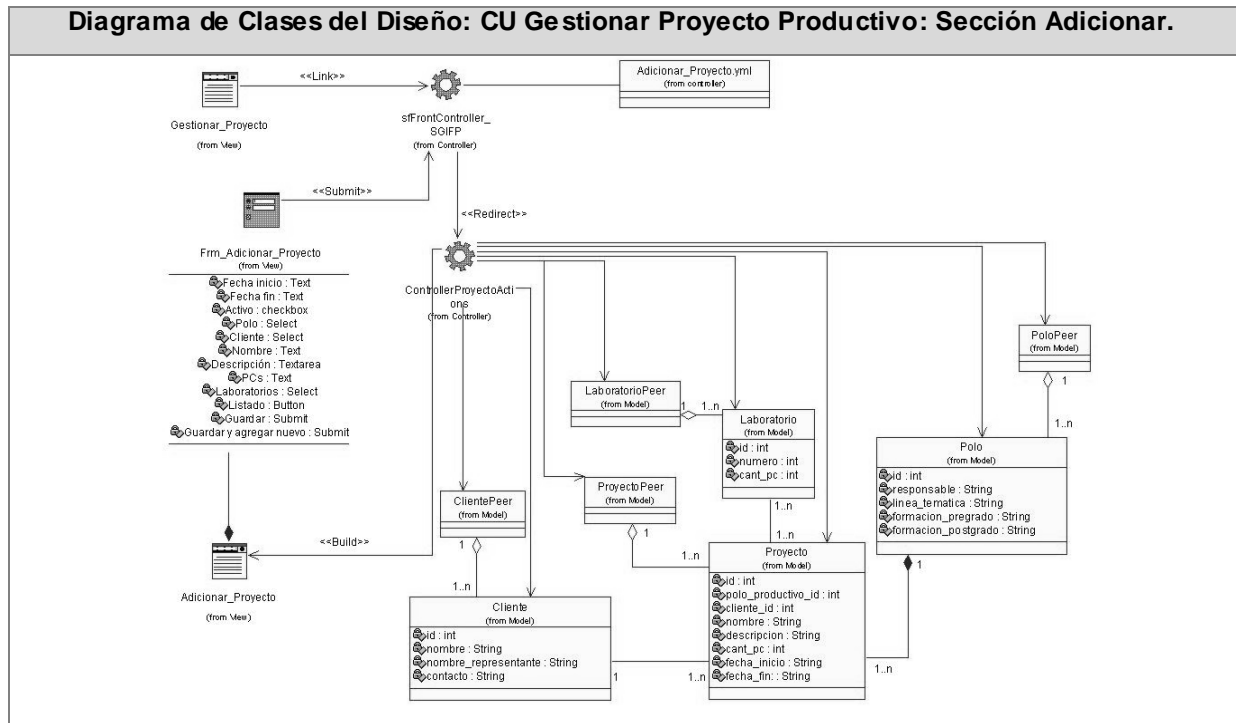 Diagrama de Clases del Diseño: CU Gestionar Proyecto Productivo: Sección Adicionar.
<<Link>>
Adicionar_Proyecto.yml
(from controller)
Gestionar_Proyecto
(from View)
sfFrontController_
SGIFP
(from Controller)
<<Submit>>
<<Redirect>>
Frm_Adicionar_Proyecto
(from View)
Fecha inicio : Text
Fecha fin : Text
Activo : checkbox
Polo : Select
Cliente : Select
Nombre : Text
Descripción : Textarea
PCs : Text
Laboratorios : Select
Listado : Button
Guardar : Submit
Guardar y agregar nuevo : Submit
ControllerProyectoActi
ons
(from Controller)
PoloPeer
(from Model)
1
1..n
LaboratorioPeer
(from Model)
1
1..n
Laboratorio
(from Model)
id : int
numero : int
cant_pc : int
1..n
1..n
Polo
(from Model)
id : int
responsable : String
linea_tematica : String
formacion_pregrado : String
formacion_postgrado : String
1
1..n
ClientePeer
(from Model)
1
1..n
ProyectoPeer
(from Model)
1
1..n
<<Build>>
Adicionar_Proyecto
(from View)
Cliente
(from Model)
id : int
nombre : String
nombre_representante : String
contacto : String
1
1..n
Proyecto
(from Model)
id : int
polo_productivo_id : int
cliente_id : int
nombre : String
descripcion : String
cant_pc : int
fecha_inicio : String
fecha_fin: : String